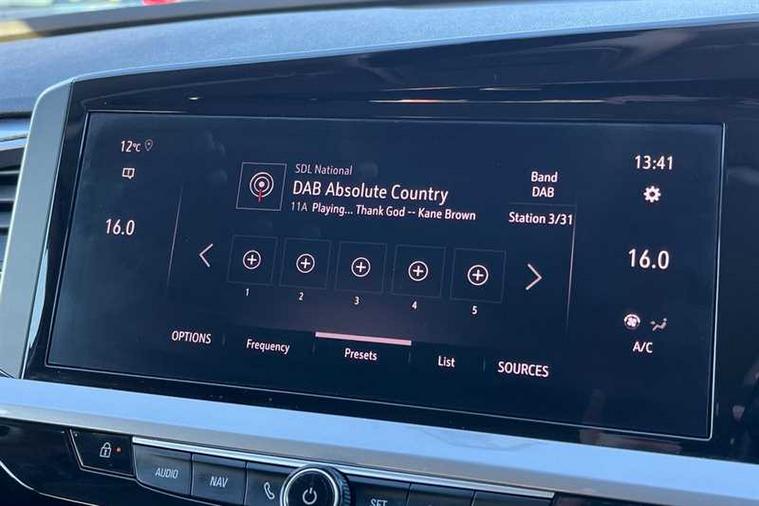 12°C
13:41
SDL National
DAB Absolute Country
11A Playing... Thank God -- Kane Brown
Band
DAB
Station 3/31
16.0
16.0
1
2
3
4
5
A/C
OPTIONS
Frequency
Presets
List
SOURCES
AUDIO
NAV
SET